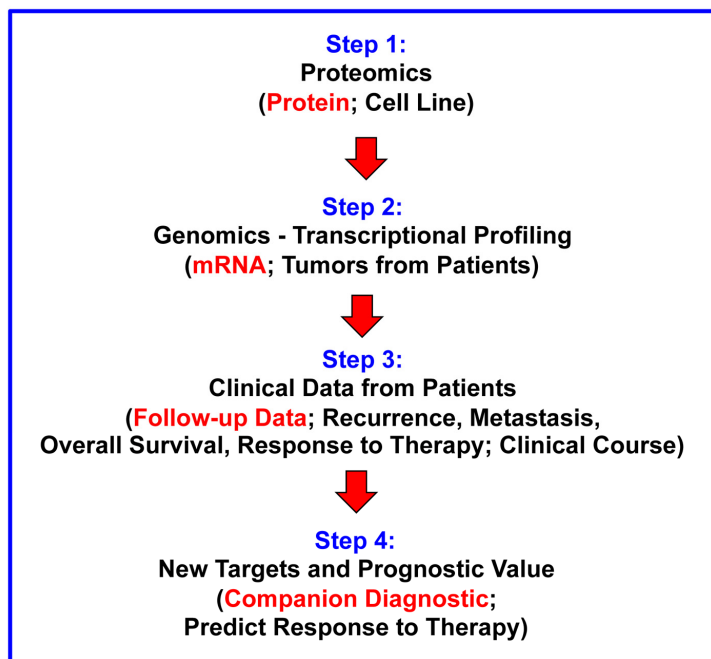 Step 1:
Proteomics
(Protein; Cell Line)
Step 2:
Genomics - Transcriptional Profiling
(mRNA; Tumors from Patients)
Step 3:
Clinical Data from Patients
(Follow-up Data; Recurrence, Metastasis,
Overall Survival, Response to Therapy; Clinical Course)
Step 4:
New Targets and Prognostic Value
(Companion Diagnostic;
Predict Response to Therapy)